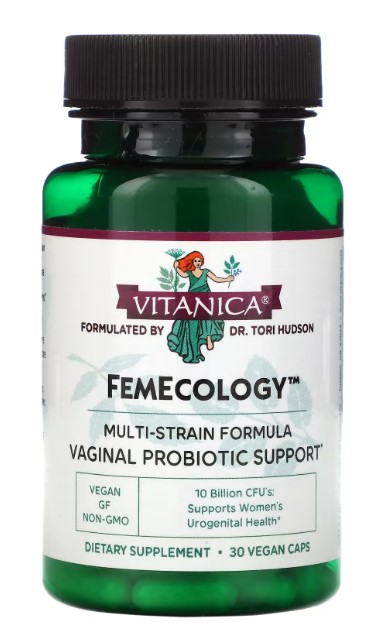 VITANICA®
FORMULATED BY DR. TORI HUDSON
FEMECOLOGY™
MULTI-STRAIN FORMULA
VAGINAL PROBIOTIC SUPPORT*
VEGAN
GF
NON-GMO
10 Billion CFU's:
Supports Women's
Urogenital Health*
DIETARY SUPPLEMENT • 30 VEGAN CAPS